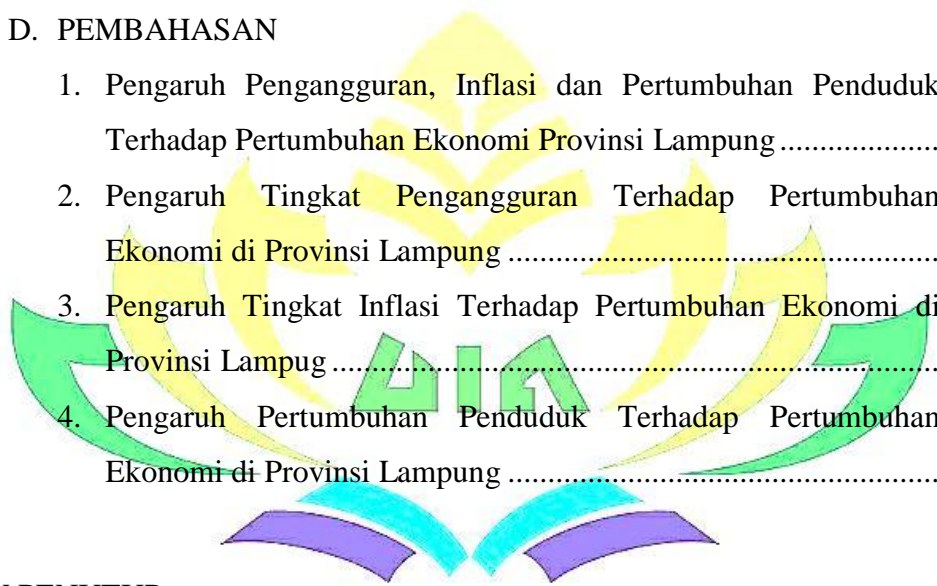 D. PEMBAHASAN
1. Pengaruh Pengangguran, Inflasi dan Pertumbuhan Penduduk
Terhadap Pertumbuhan Ekonomi Provinsi Lampung ....................
2. Pengaruh Tingkat Pengangguran Terhadap Pertumbuhan
Ekonomi di Provinsi Lampung ......................................................
3. Pengaruh Tingkat Inflasi Terhadap Pertumbuhan Ekonomi di
Provinsi Lampug ............................................................................
4. Pengaruh Pertumbuhan Penduduk Terhadap Pertumbuhan
Ekonomi di Provinsi Lampung ......................................................